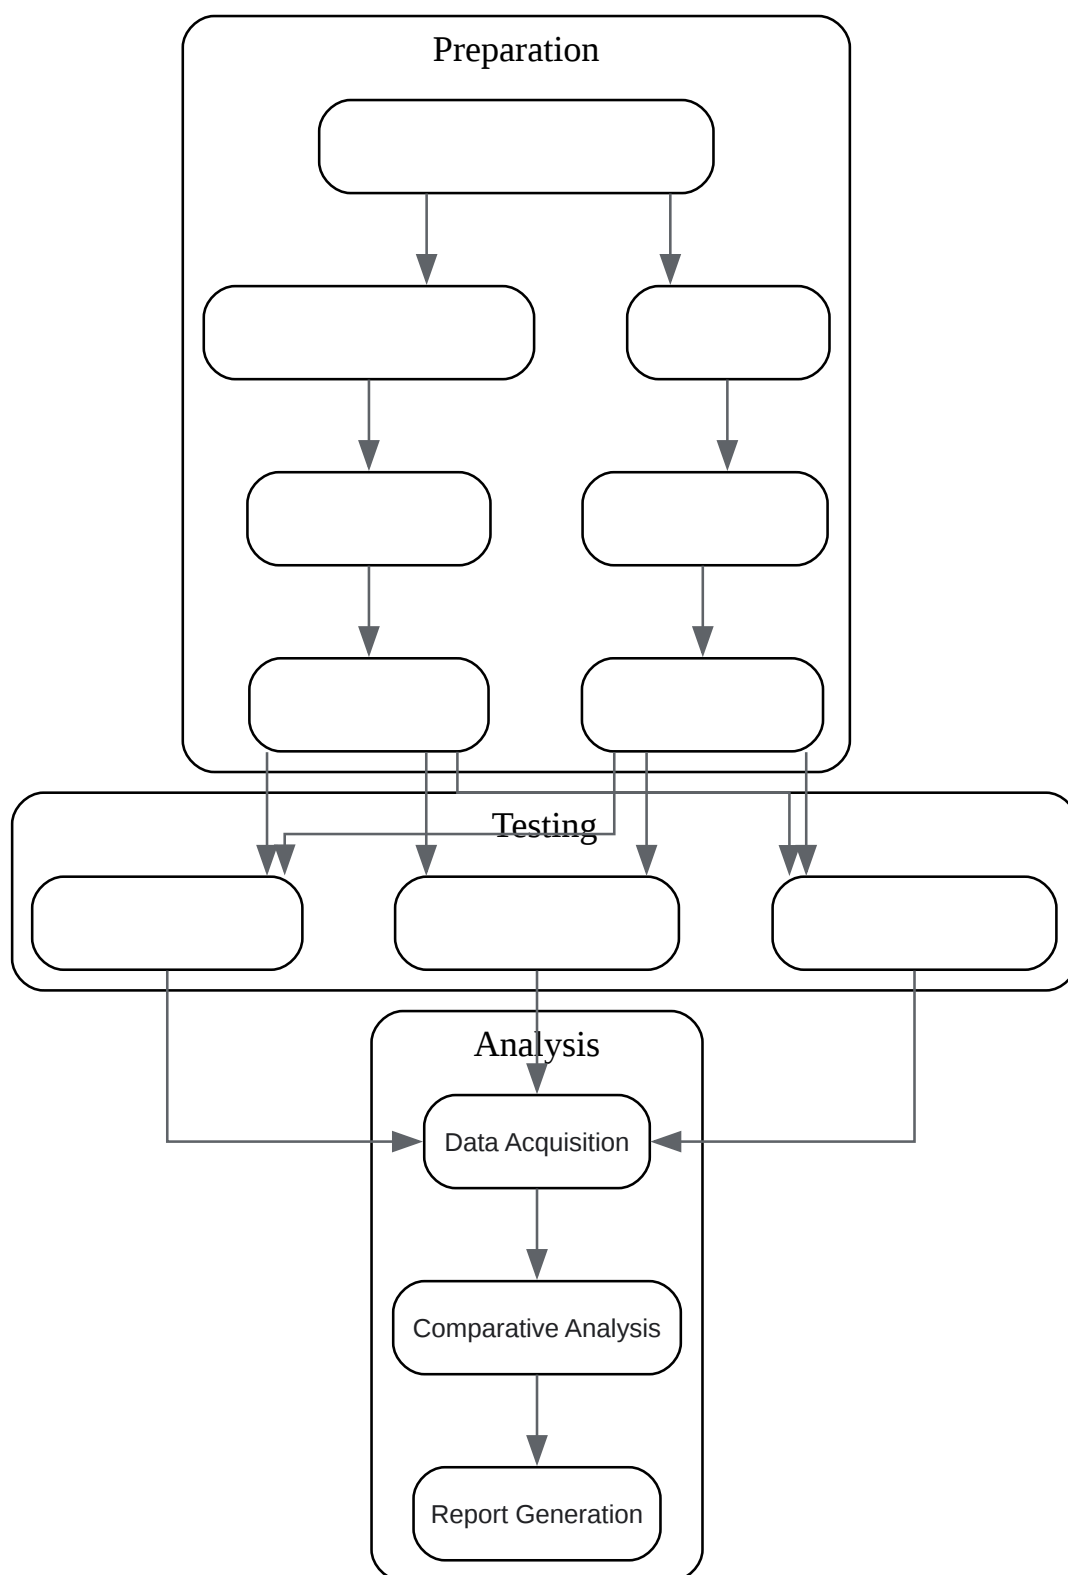 Preparation
Testing
Analysis
Data Acquisition
Comparative Analysis
Report Generation